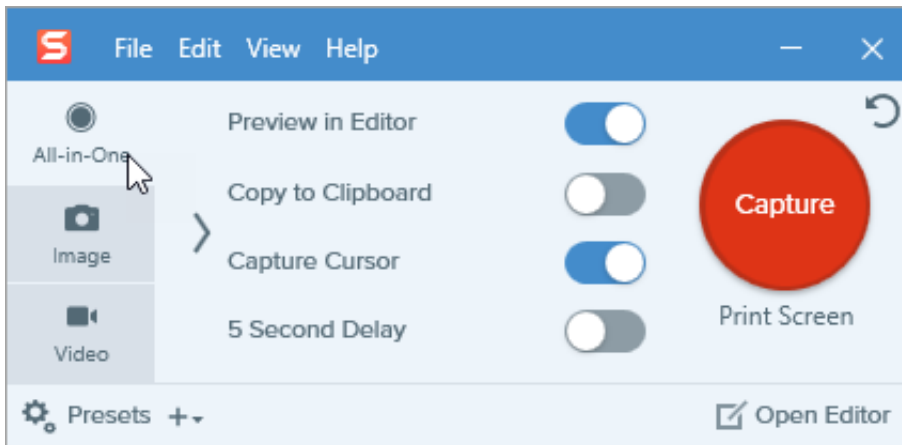 S File Edit View Help
All-in-One
Image
Video
Preview in Editor
Copy to Clipboard
Capture Cursor
5 Second Delay
Capture
Print Screen
Presets
Open Editor